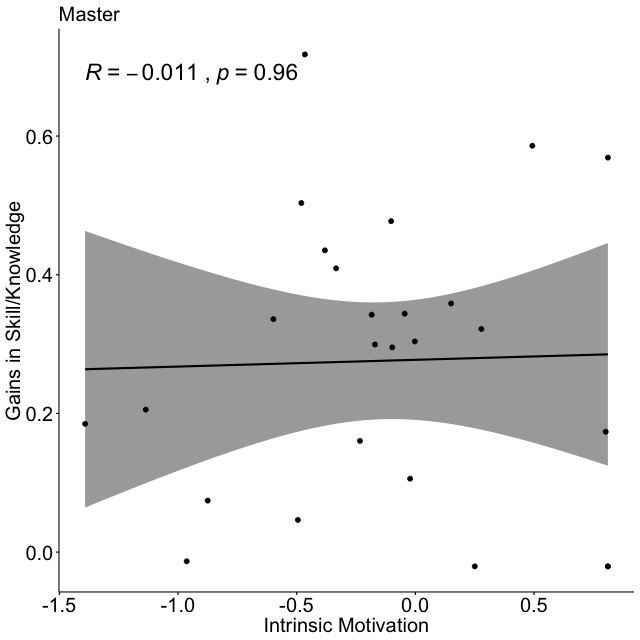 Master
R = −0.011 , p = 0.96
Gains in Skill/Knowledge
0.6
0.4
0.2
0.0
-1.5 -1.0 -0.5 0.0 0.5
Intrinsic Motivation